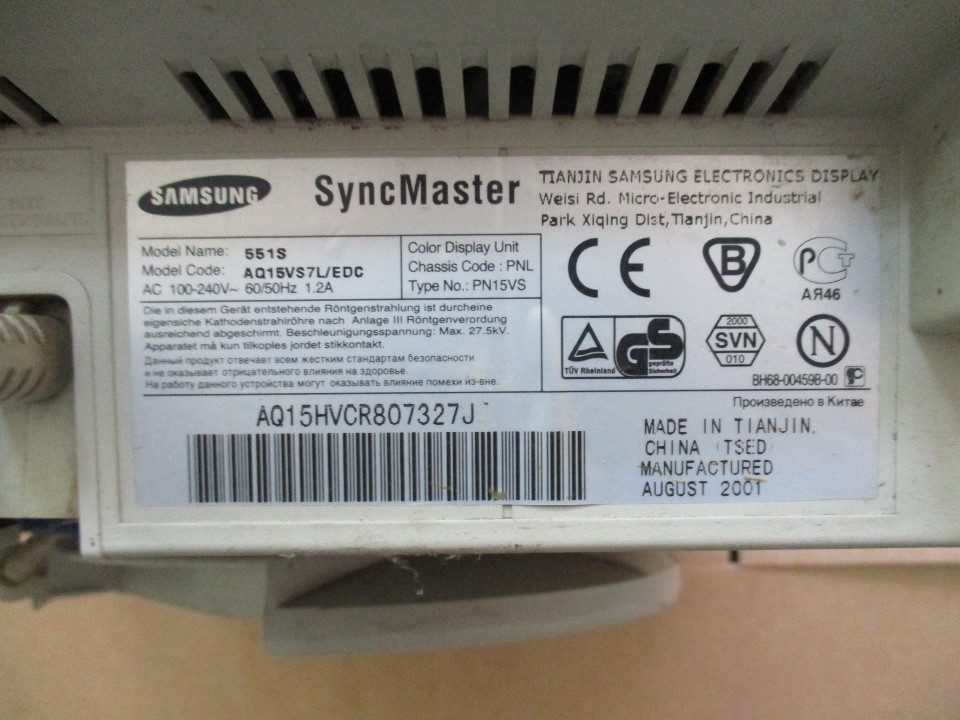 SAMSUNG
SyncMaster
TIANJIN SAMSUNG ELECTRONICS DISPLAY
Weisi Rd. Micro-Electronic Industrial
Park Xiqing Dist,Tianjin,China
Model Name: 551S
Model Code: AQ15VS7L/EDC
AC 100-240V~ 60/50Hz 1.2A
Color Display Unit
Chassis Code : PNL
Type No.: PN15VS
Die in diesem Gerät entstehende Röntgenstrahlung ist durcheine
eigensische Kathodenstrahlröhre nach Anlage III Röntgenverordung
ausreichend abgeschirmt. Beschleunigungsspannung: Max. 27.5kV.
Apparatet må kun tilkoples jordet stikkontakt.
Данный продукт отвечает всем жестким стандартам безопасности
и не оказывает отрицательного влияния на здоровье.
На работу данного устройства могут оказывать влияние помехи из-вне.
CE
B
PCT
АЯ46
TÜV Rheinland
GS
geprüfte
Sicherheit
2000
SVN
010
N
BH68-00459B-00
Произведено в Китае
AQ15HVCR807327J
MADE IN TIANJIN,
CHINA (TSED)
MANUFACTURED
AUGUST 2001